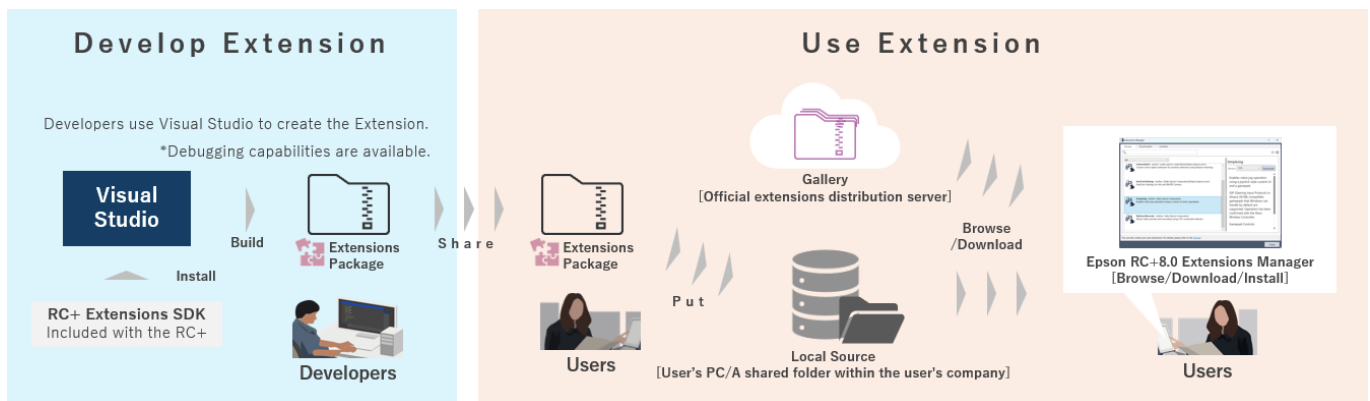 Develop Extension
Developers use Visual Studio to create the Extension.
*Debugging capabilities are available.
Visual
Studio
Build
Extensions
Package
Install
RC+ Extensions SDK
Included with the RC+
Developers
Share
Use Extension
Extensions
Package
Users
Put
Gallery
[Official extensions distribution server]
Local Source
[User's PC/A shared folder within the user's company]
Browse
/Download
Epson RC+8.0 Extensions Manager
[Browse/Download/Install]
Users